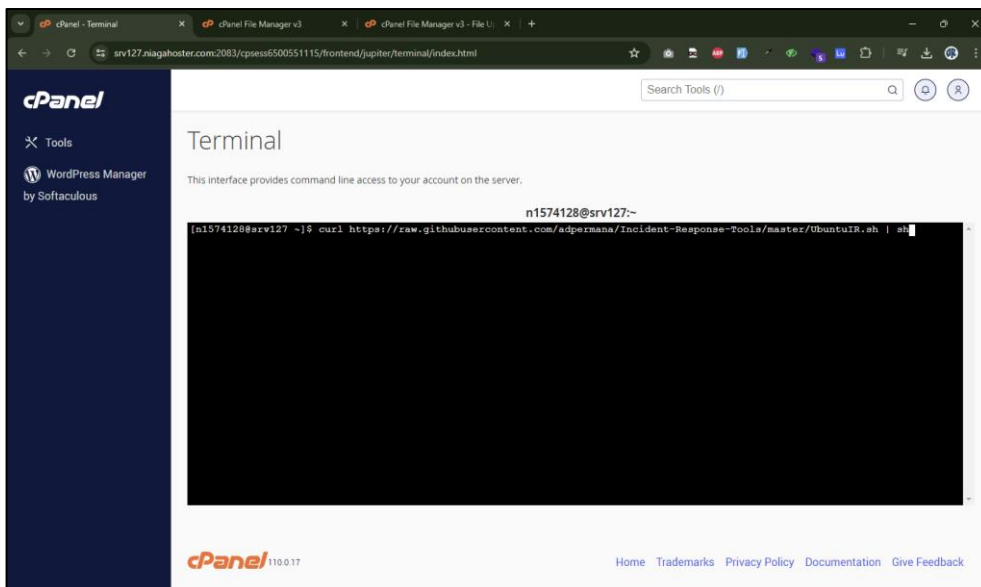 cPanel - Terminal
cPanel File Manager v3
cPanel File Manager v3 - File U
srv127.niagahoster.com:2083/cpsess6500551115/frontend/jupiter/terminal/index.html
cPanel
Search Tools (/)
Tools
WordPress Manager
by Softaculous
Terminal
This interface provides command line access to your account on the server.
n1574128@srv127:~
[n1574128@srv127 ~]$ curl https://raw.githubusercontent.com/adpermana/Incident-Response-Tools/master/UbuntuIR.sh | sh
cPanel 110.0.17
Home Trademarks Privacy Policy Documentation Give Feedback